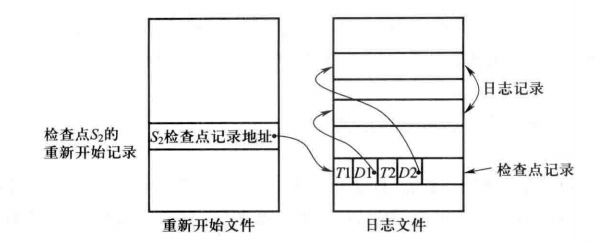 日志记录
检查点S₂的
重新开始记录
S₂检查点记录地址
T1 D1 T2 D2
检查点记录
重新开始文件
日志文件